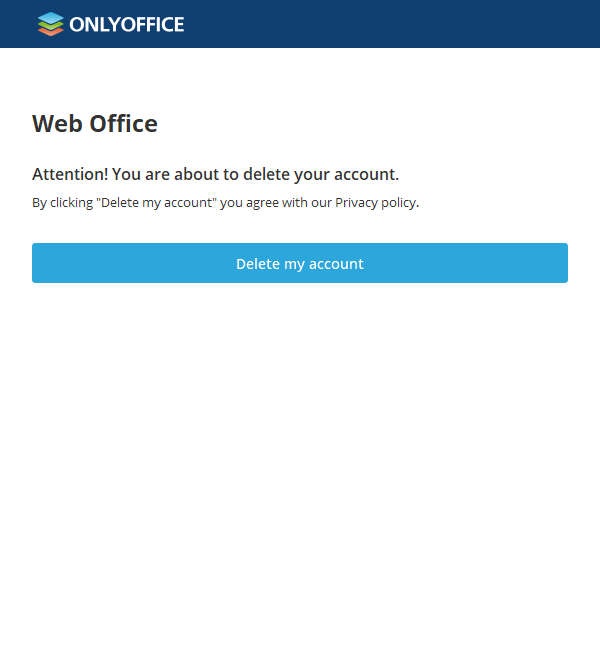 ONLYOFFICE
Web Office
Attention! You are about to delete your account.
By clicking "Delete my account" you agree with our Privacy policy.
Delete my account